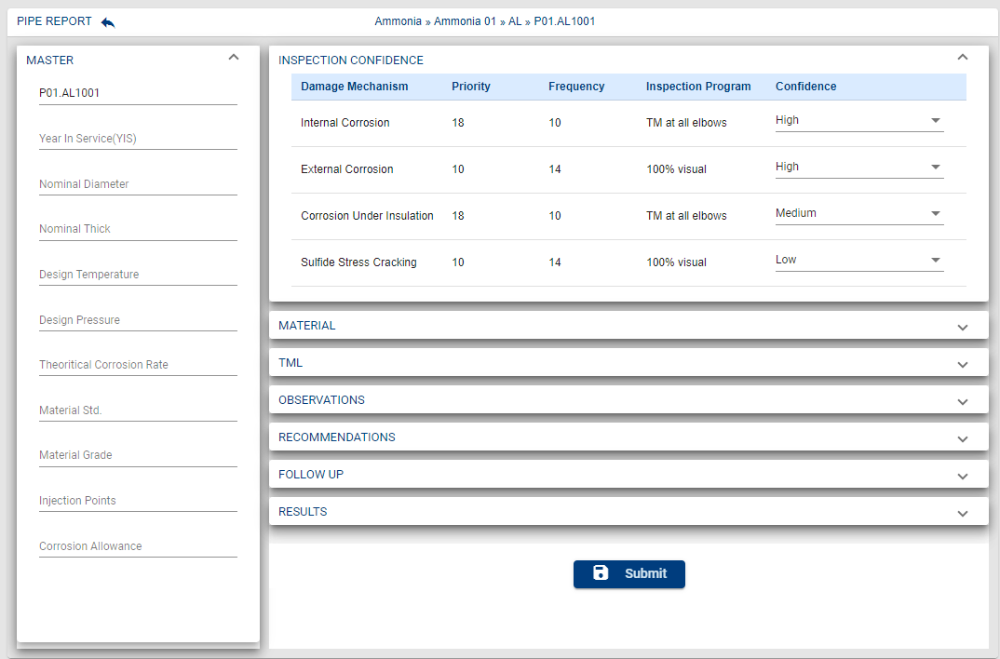 PIPE REPORT
Ammonia » Ammonia 01 » AL » P01.AL1001
MASTER
P01.AL1001
Year In Service(YIS)
Nominal Diameter
Nominal Thick
Design Temperature
Design Pressure
Theoritical Corrosion Rate
Material Std.
Material Grade
Injection Points
Corrosion Allowance
INSPECTION CONFIDENCE
Damage Mechanism Priority Frequency Inspection Program Confidence
Internal Corrosion 18 10 TM at all elbows High
External Corrosion 10 14 100% visual High
Corrosion Under Insulation 18 10 TM at all elbows Medium
Sulfide Stress Cracking 10 14 100% visual Low
MATERIAL
TML
OBSERVATIONS
RECOMMENDATIONS
FOLLOW UP
RESULTS
Submit